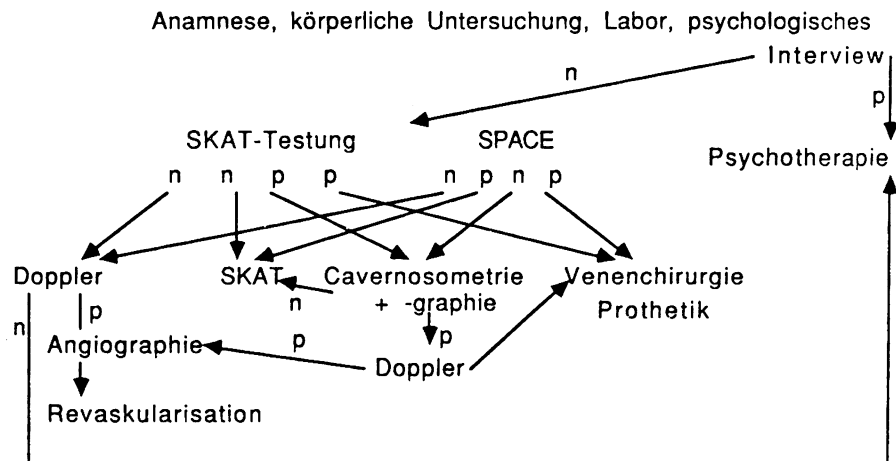 Anamnese, körperliche Untersuchung, Labor, psychologisches
Interview
n
p
SKAT-Testung SPACE
Psychotherapie
n n p p n p n p
Doppler SKAT Cavernosometrie Venenchirurgie
n + -graphie Prothetik
n p
p p
Angiographie Doppler
Revaskularisation